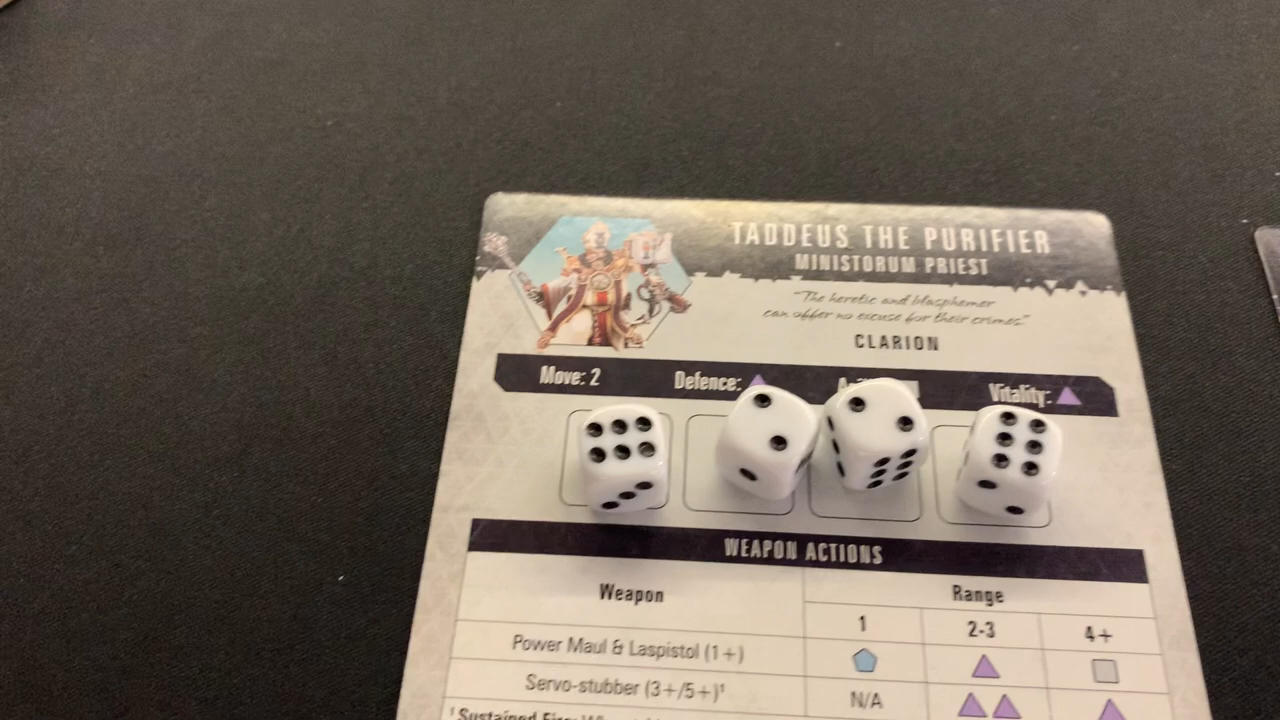 TADDEUS THE PURIFIER
MINISTORUM PRIEST
"The heretic and blasphemer
can offer no excuse for their crimes."
CLARION
Move: 2 Defence: Vitality:
WEAPON ACTIONS
Weapon Range
1 2-3 4+
Power Maul & Laspistol (1+)
Servo-stubber (3+/5+)¹ N/A
¹ Sustained Fire: